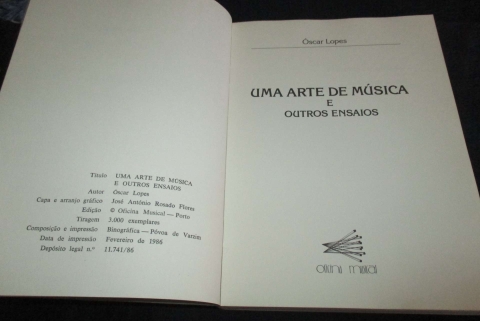 Título UMA ARTE DE MÚSICA
E OUTROS ENSAIOS
Autor Óscar Lopes
Capa e arranjo gráfico José António Rosado Flores
Edição © Oficina Musical — Porto
Tiragem 3.000 exemplares
Composição e impressão Binográfica — Póvoa de Varzim
Data de impressão Fevereiro de 1986
Depósito legal n.º 11.741/86
Óscar Lopes
UMA ARTE DE MÚSICA
E
OUTROS ENSAIOS
oficina musical